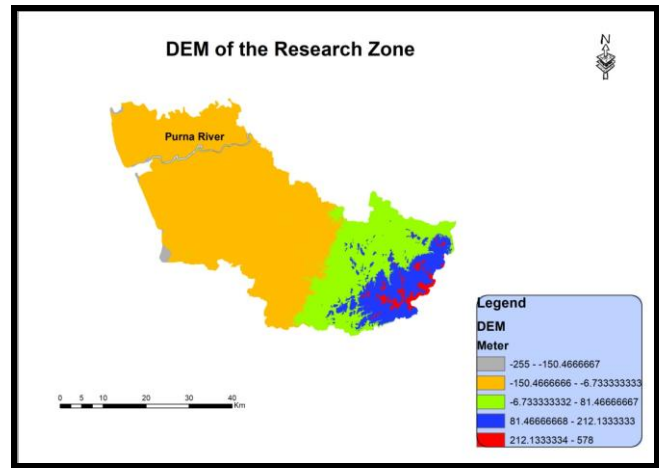 DEM of the Research Zone
N
Purna River
Legend
DEM
Meter
-255 - -150.4666667
-150.4666666 - -6.733333333
-6.733333332 - 81.46666667
81.46666668 - 212.1333333
212.1333334 - 578
0 5 10 20 30 40
Km